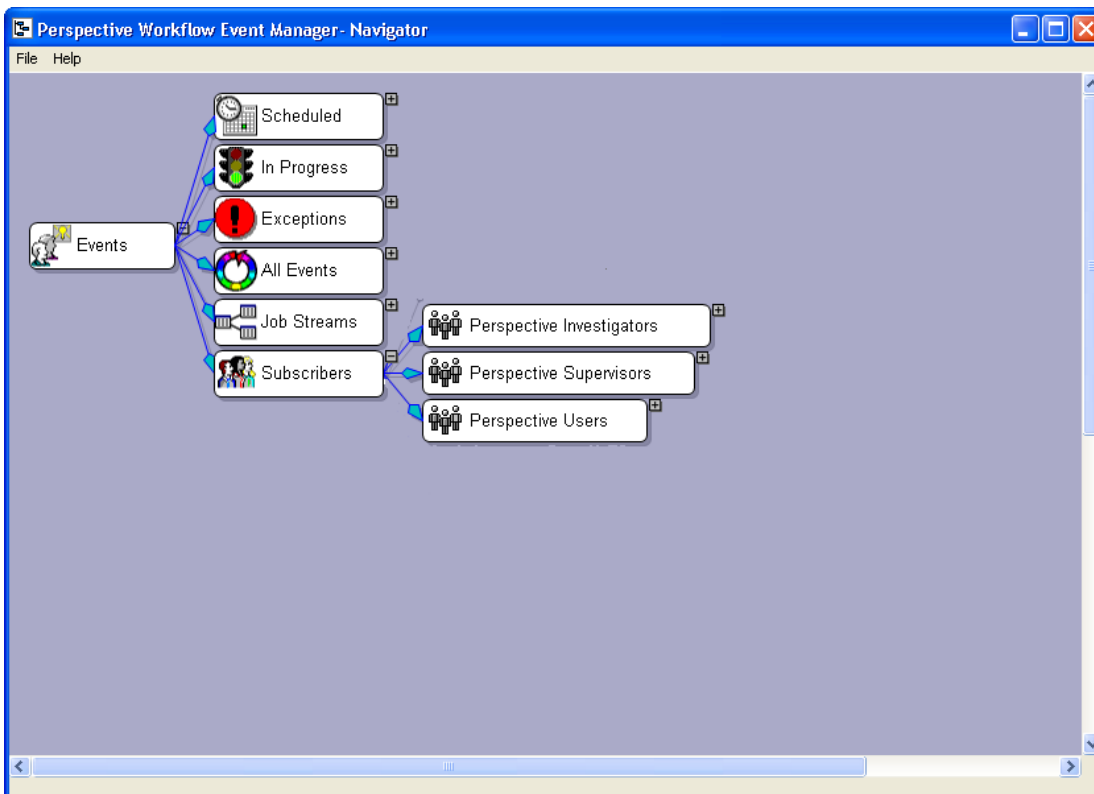 Perspective Workflow Event Manager- Navigator
File Help
Scheduled
In Progress
Exceptions
Events
All Events
Job Streams
Perspective Investigators
Subscribers
Perspective Supervisors
Perspective Users